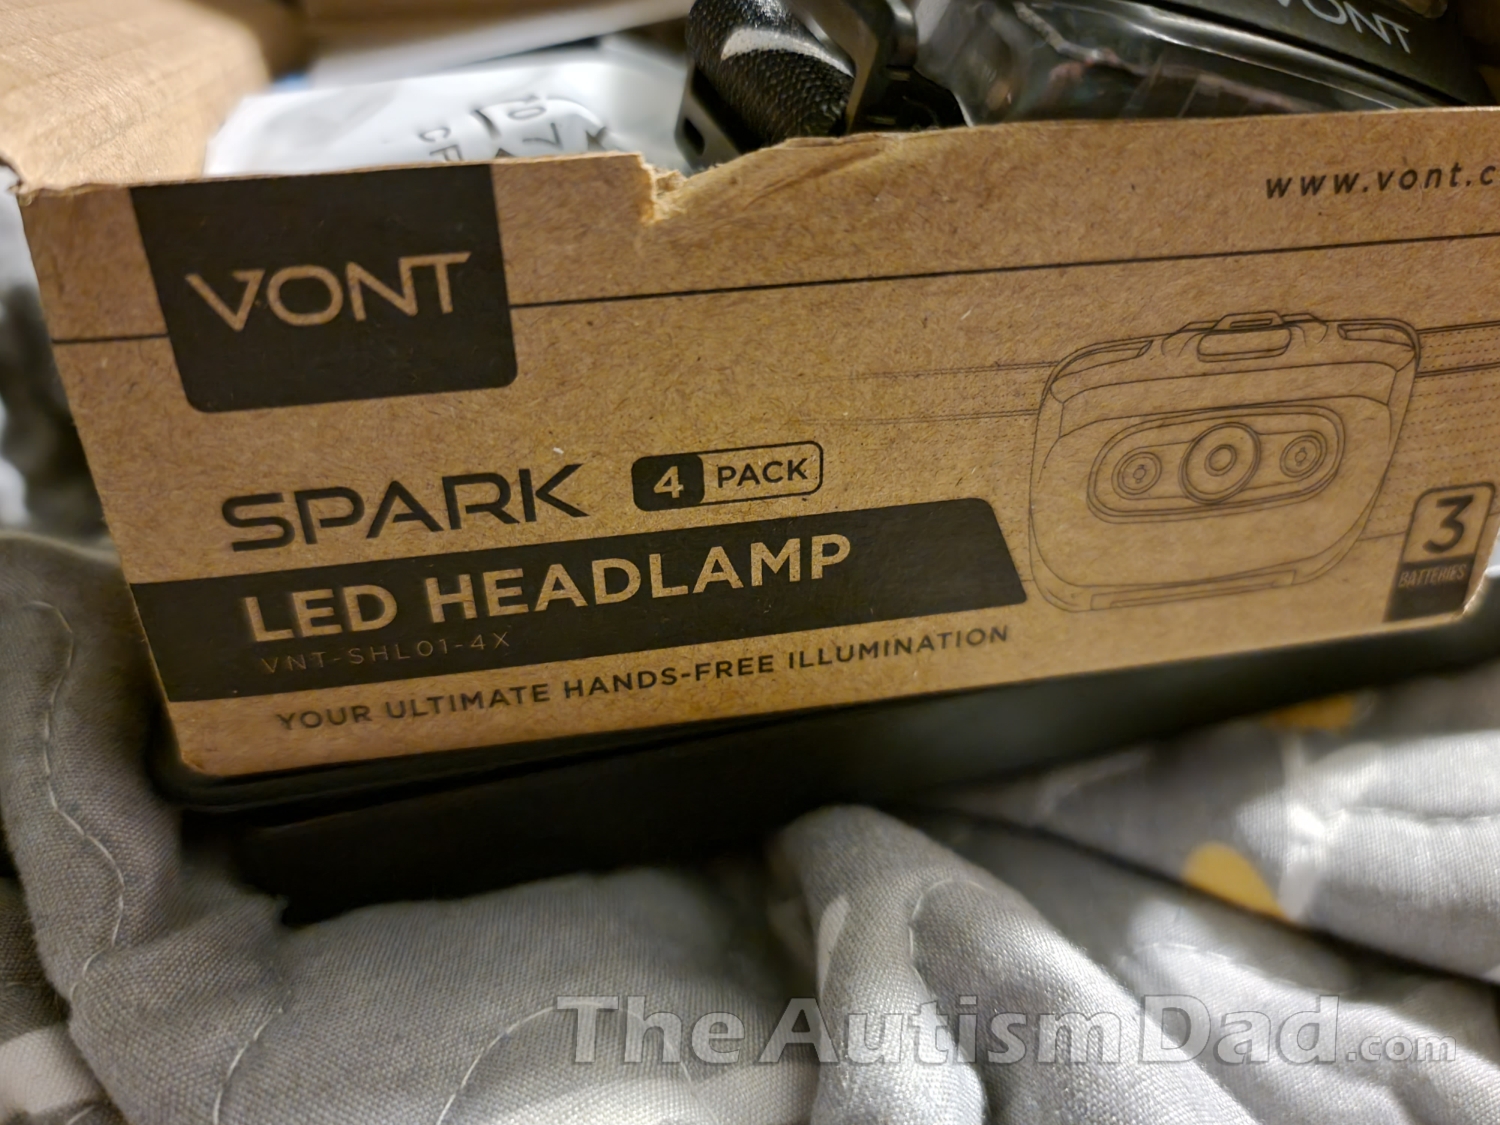 VONT
www.vont.c
VONT
SPARK 4 PACK
LED HEADLAMP
VNT-SHL01-4X
YOUR ULTIMATE HANDS-FREE ILLUMINATION
3
BATTERIES
TheAutismDad.com